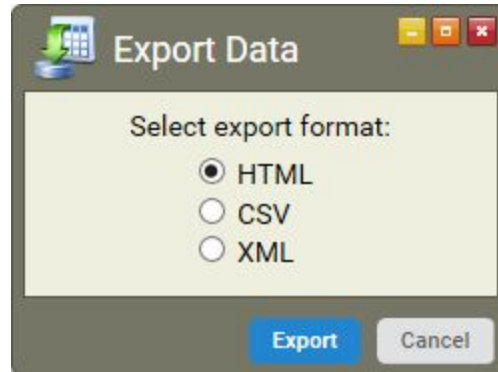 Export Data
Select export format:
HTML
CSV
XML
Export Cancel